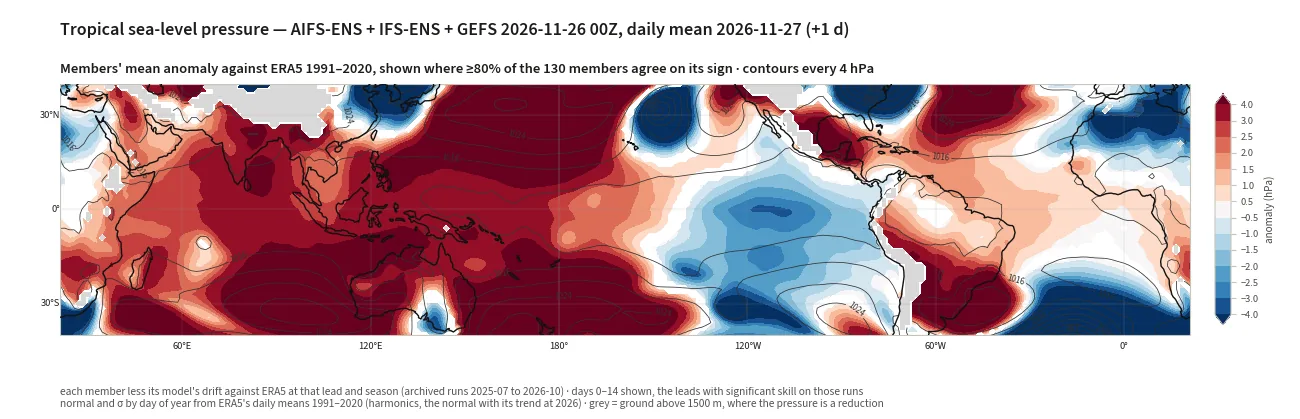 Tropical sea-level pressure — AIFS-ENS + IFS-ENS + GEFS 2026-11-26 00Z, daily mean 2026-11-27 (+1 d)
Members' mean anomaly against ERA5 1991–2020, shown where ≥80% of the 130 members agree on its sign · contours every 4 hPa
30°N
0°
30°S
60°E
120°E
180°
120°W
60°W
0°
1024
1016
1016
1016
1024
1016
1024
4.0
3.0
2.5
2.0
1.5
1.0
0.5
−0.5
−1.0
−1.5
−2.0
−2.5
−3.0
−4.0
anomaly (hPa)
each member less its model's drift against ERA5 at that lead and season (archived runs 2025-07 to 2026-10) · days 0–14 shown, the leads with significant skill on those runs
normal and σ by day of year from ERA5's daily means 1991–2020 (harmonics, the normal with its trend at 2026) · grey = ground above 1500 m, where the pressure is a reduction